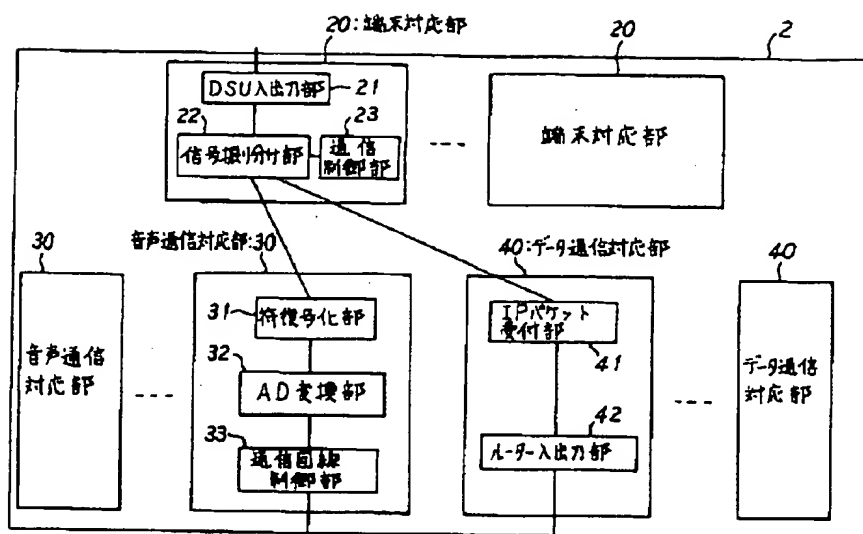 20:端末対応部
20
2
DSU入出力部
21
22
23
信号振り分け部
通信
制御部
端末対応部
30
音声通信対応部:30
40:データ通信対応部
40
31
符復号化部
IPパケット
受付部
41
音声通信
対応部
32
AD変換部
データ通信
対応部
33
42
通信回線
制御部
ルーター入出力部